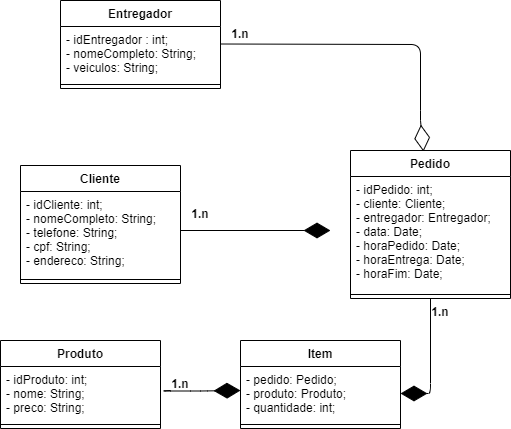 Entregador
- idEntregador : int;
- nomeCompleto: String;
- veiculos: String;
1.n
Pedido
- idPedido: int;
- cliente: Cliente;
- entregador: Entregador;
- data: Date;
- horaPedido: Date;
- horaEntrega: Date;
- horaFim: Date;
Cliente
- idCliente: int;
- nomeCompleto: String;
- telefone: String;
- cpf: String;
- endereco: String;
1.n
1.n
Produto
- idProduto: int;
- nome: String;
- preco: String;
1.n
Item
- pedido: Pedido;
- produto: Produto;
- quantidade: int;